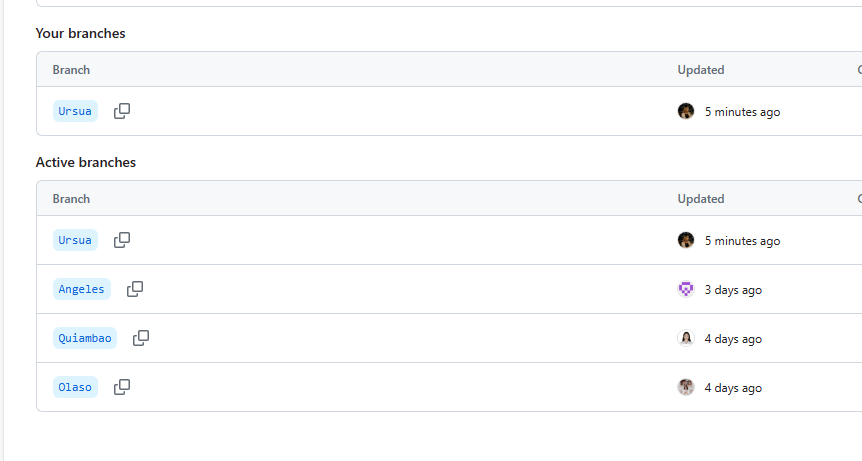 Your branches
Branch Updated
Ursua 5 minutes ago
Active branches
Branch Updated
Ursua 5 minutes ago
Angeles 3 days ago
Quiambao 4 days ago
Olaso 4 days ago